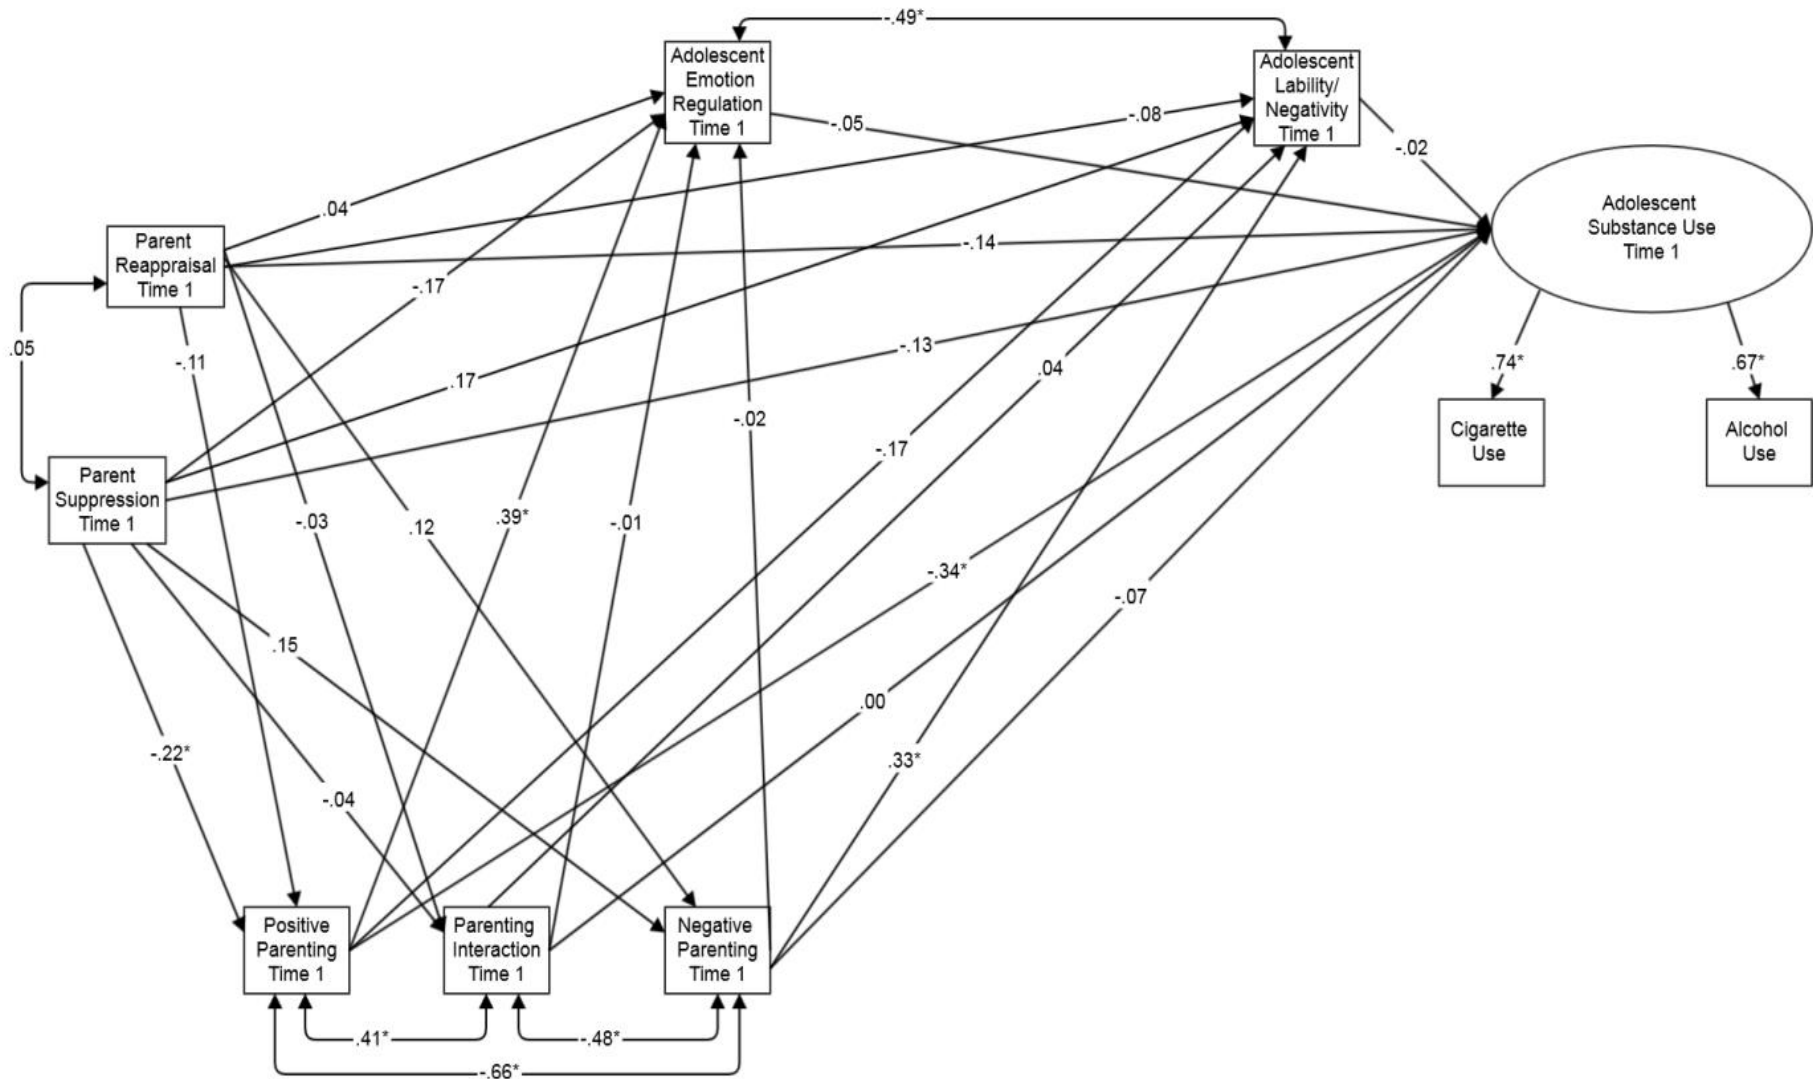 -.49*
Adolescent
Emotion
Regulation
Time 1
Adolescent
Lability/
Negativity
Time 1
-.08
-.05
-.02
Adolescent
Substance Use
Time 1
.04
Parent
Reappraisal
Time 1
-.14
-.17
.05
-.11
-.13
.17
.04
.74*
.67*
-.02
-.17
Cigarette
Use
Alcohol
Use
Parent
Suppression
Time 1
-.03
.12
.39*
-.01
-.34*
-.07
.15
.00
-.22*
.33*
-.04
Positive
Parenting
Time 1
Parenting
Interaction
Time 1
Negative
Parenting
Time 1
.41*
-.48*
-.66*